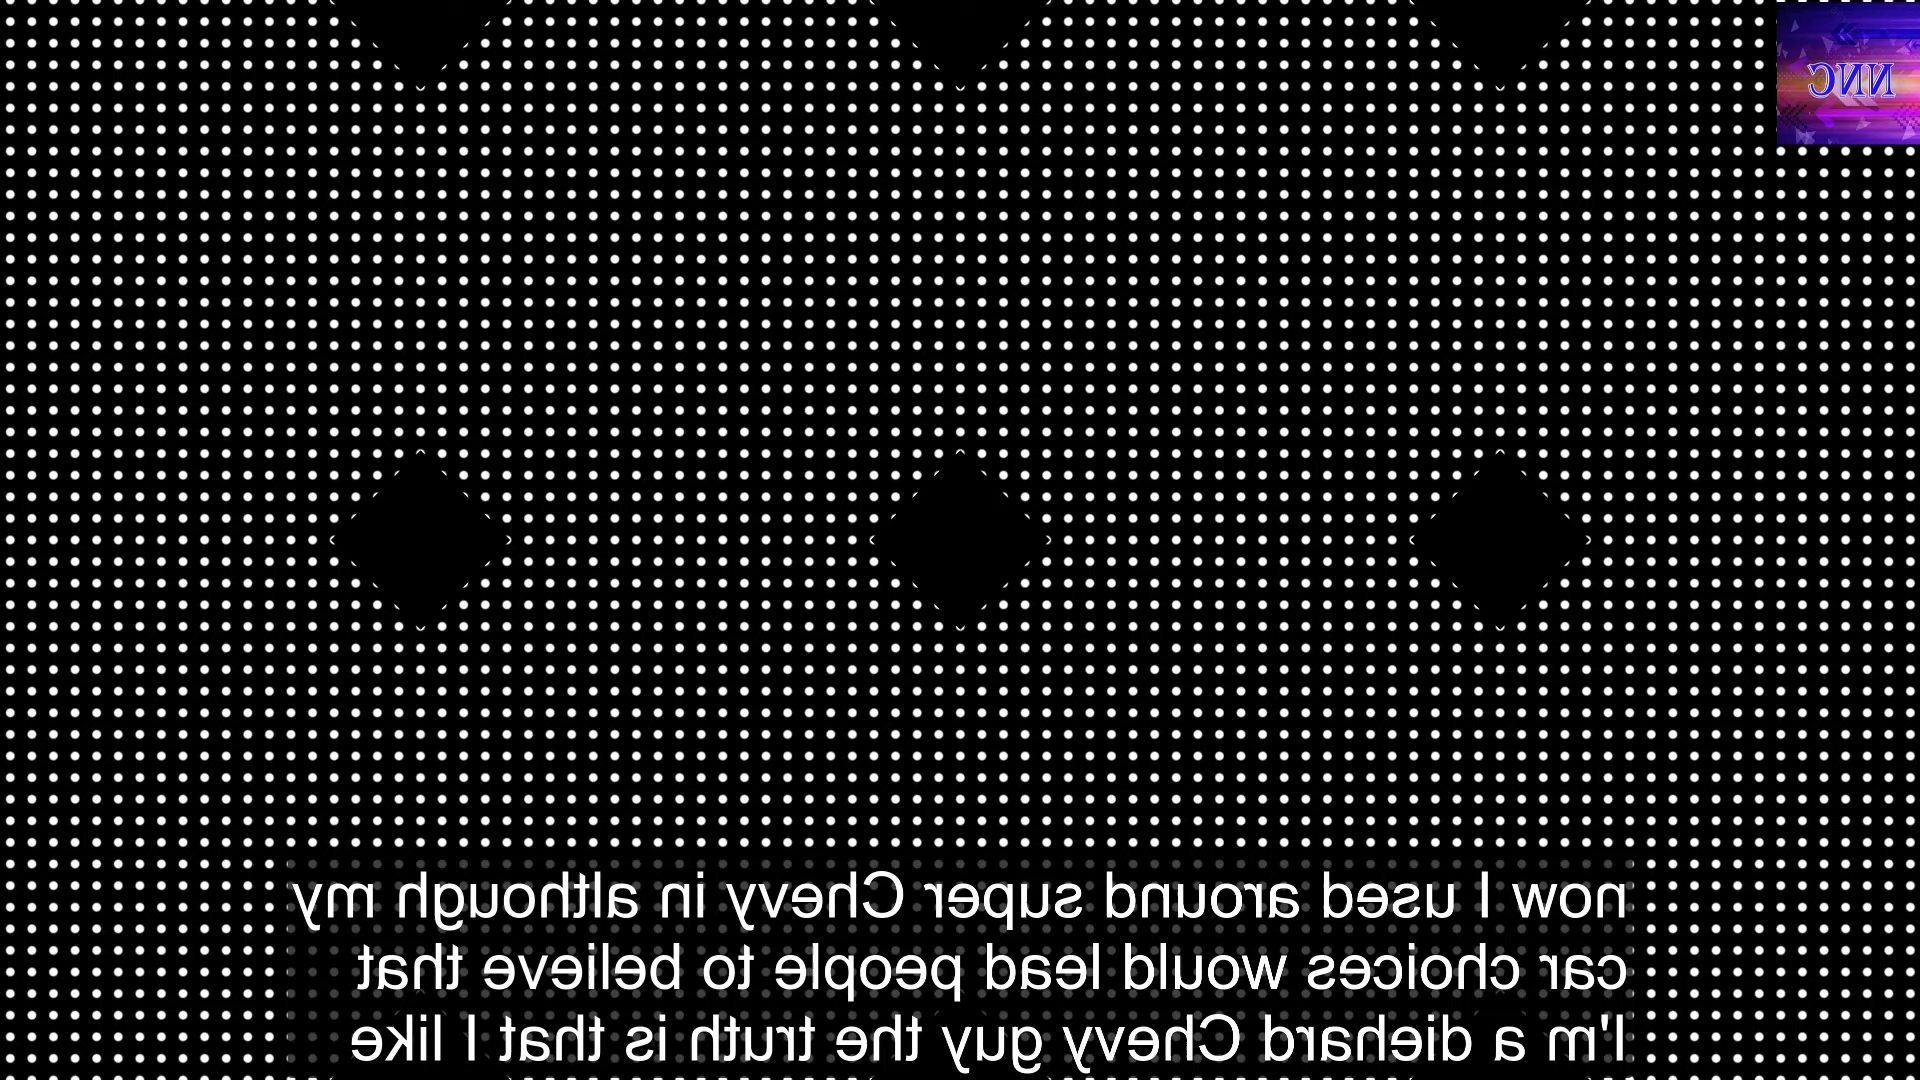 NNC
now I used around super Chevy in although my
car choices would lead people to believe that
I'm a diehard Chevy guy the truth is that I like